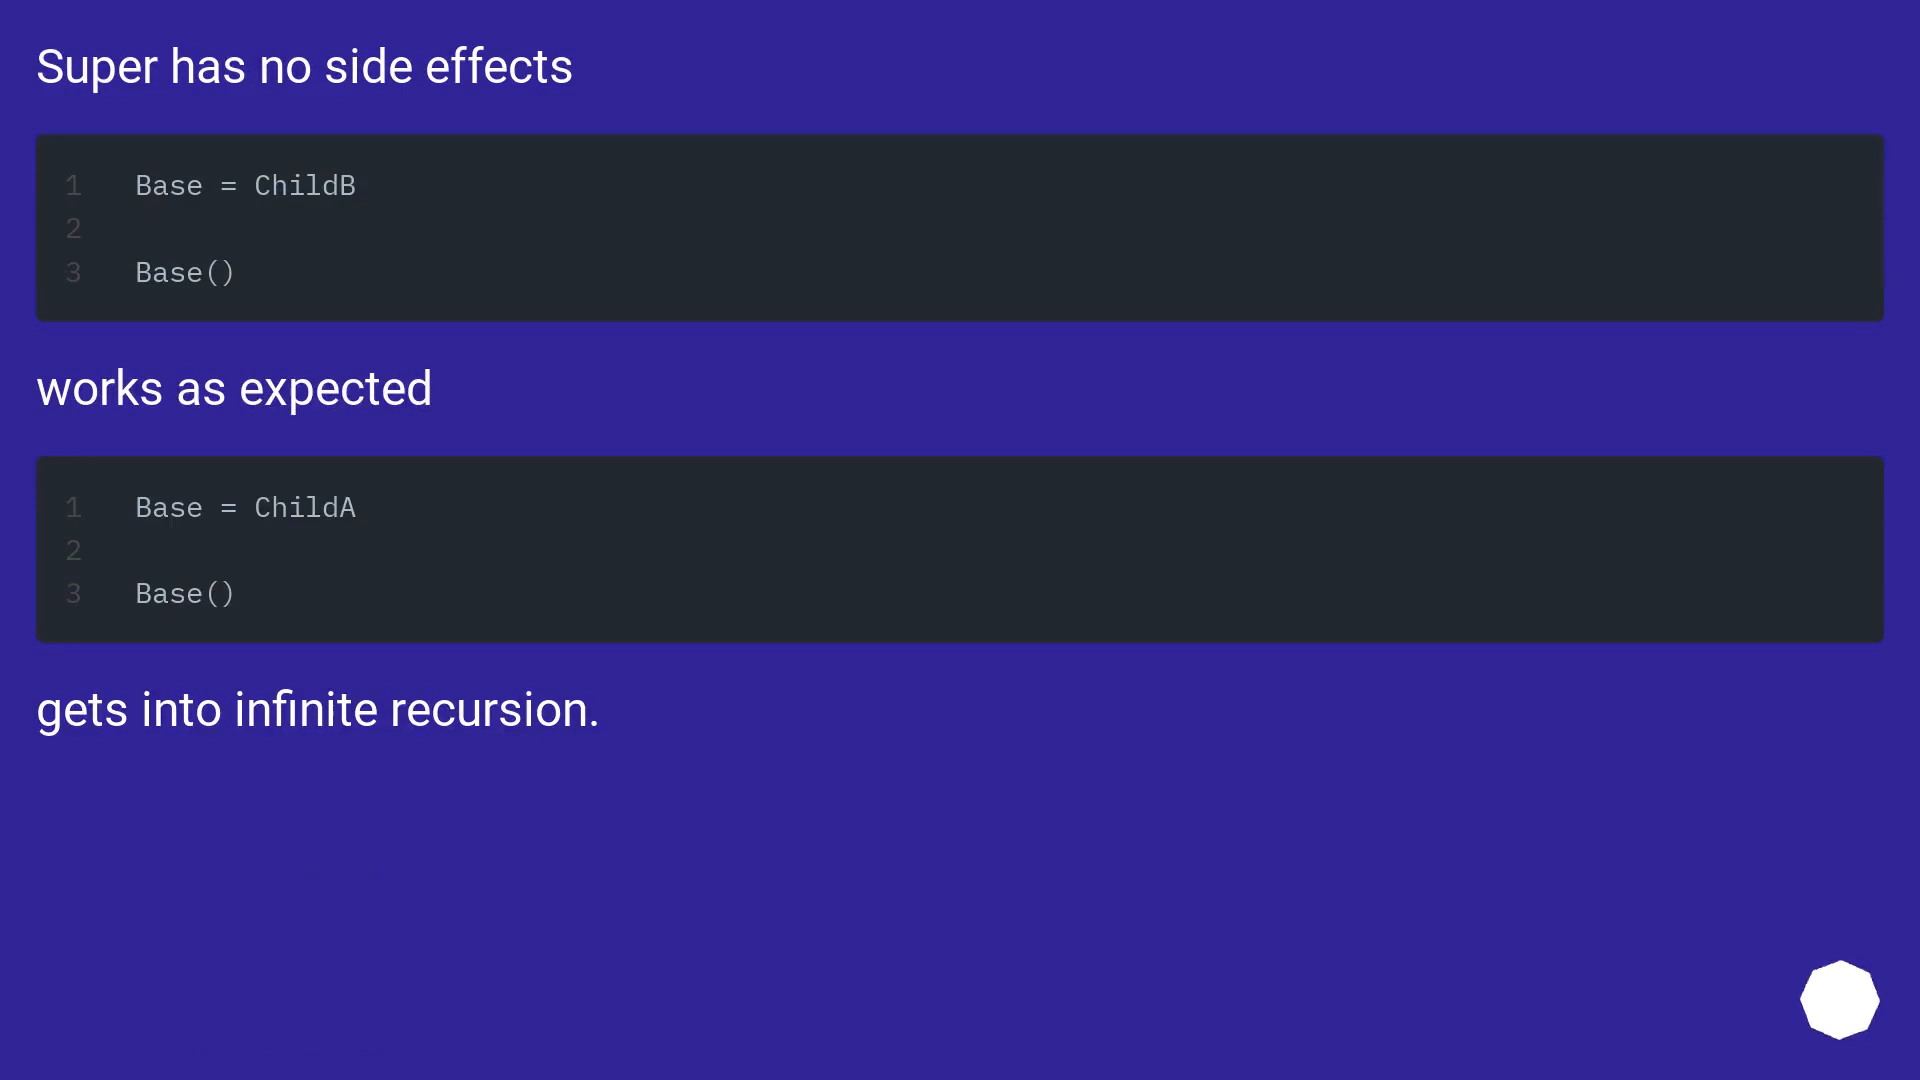 Super has no side effects
1 Base = ChildB
2
3 Base()
works as expected
1 Base = ChildA
2
3 Base()
gets into infinite recursion.